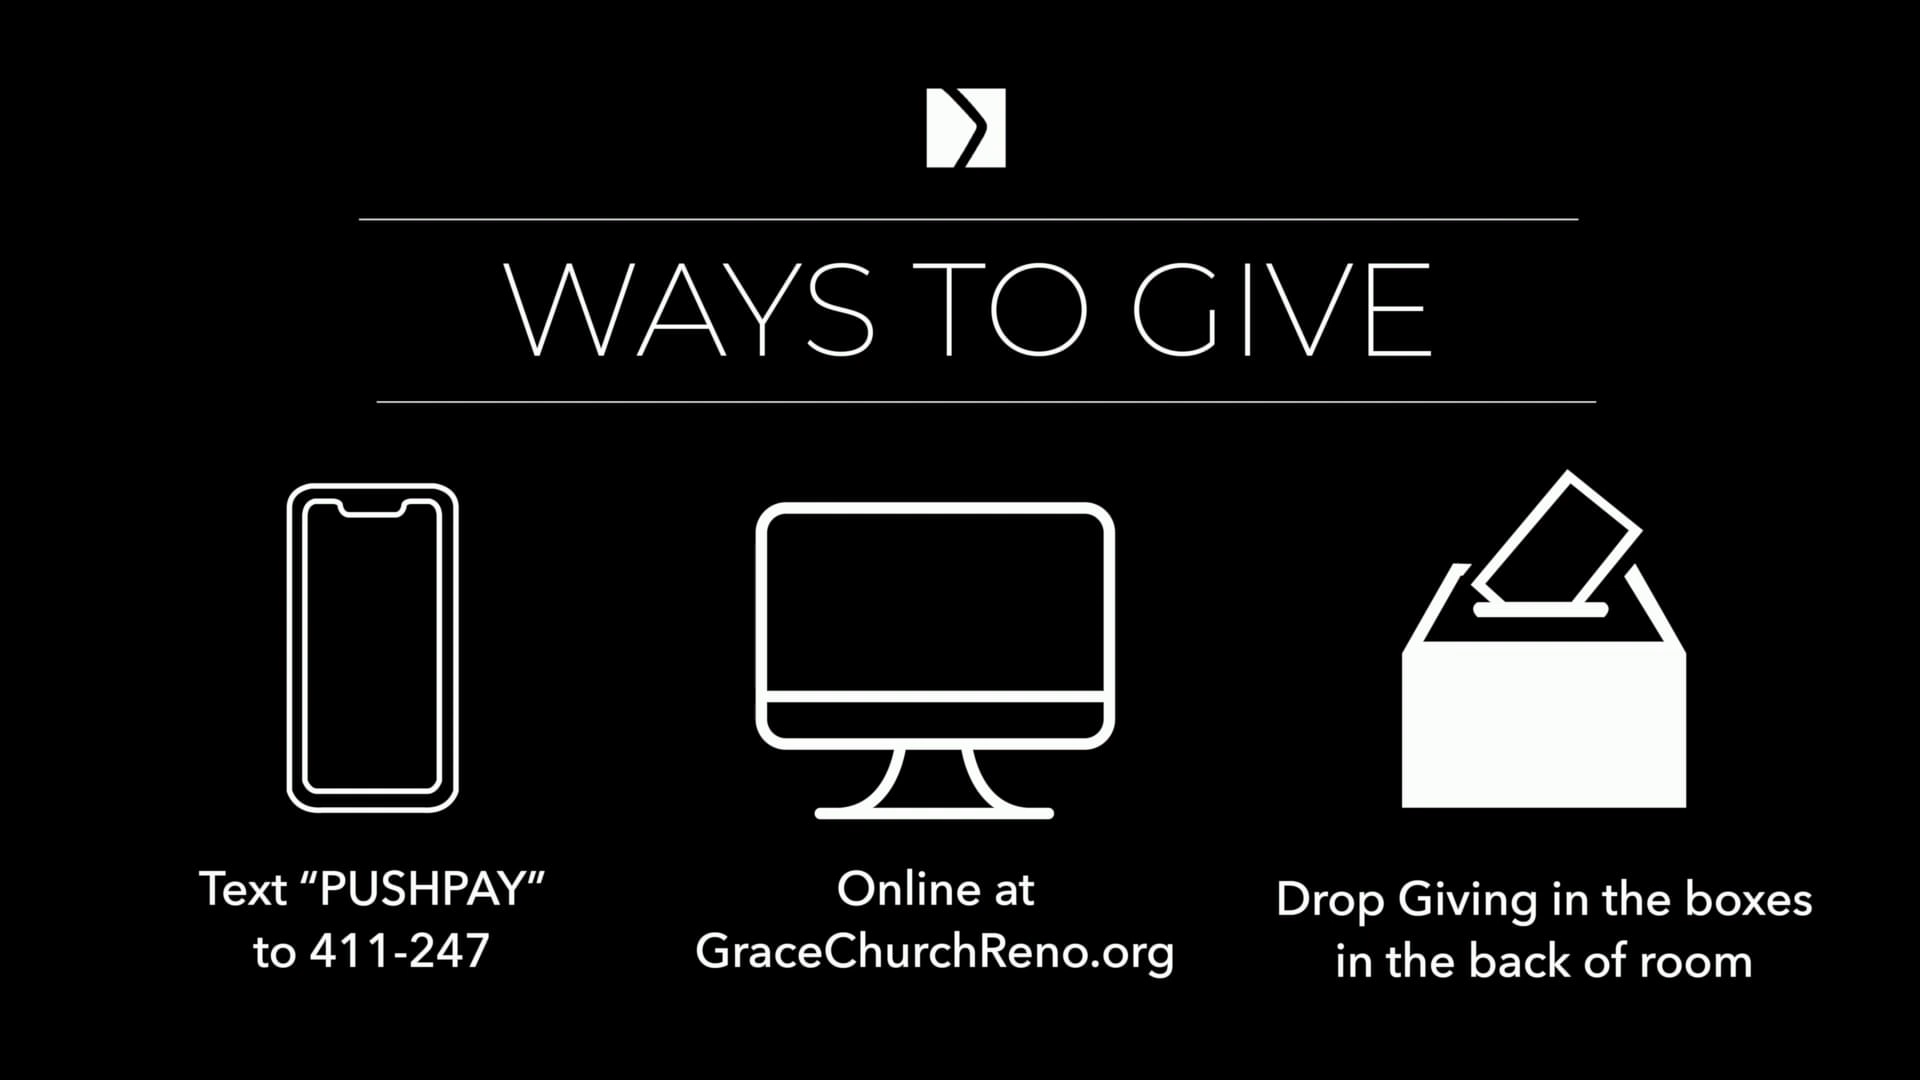 WAYS TO GIVE
Text “PUSHPAY”
to 411-247
Online at
GraceChurchReno.org
Drop Giving in the boxes
in the back of room